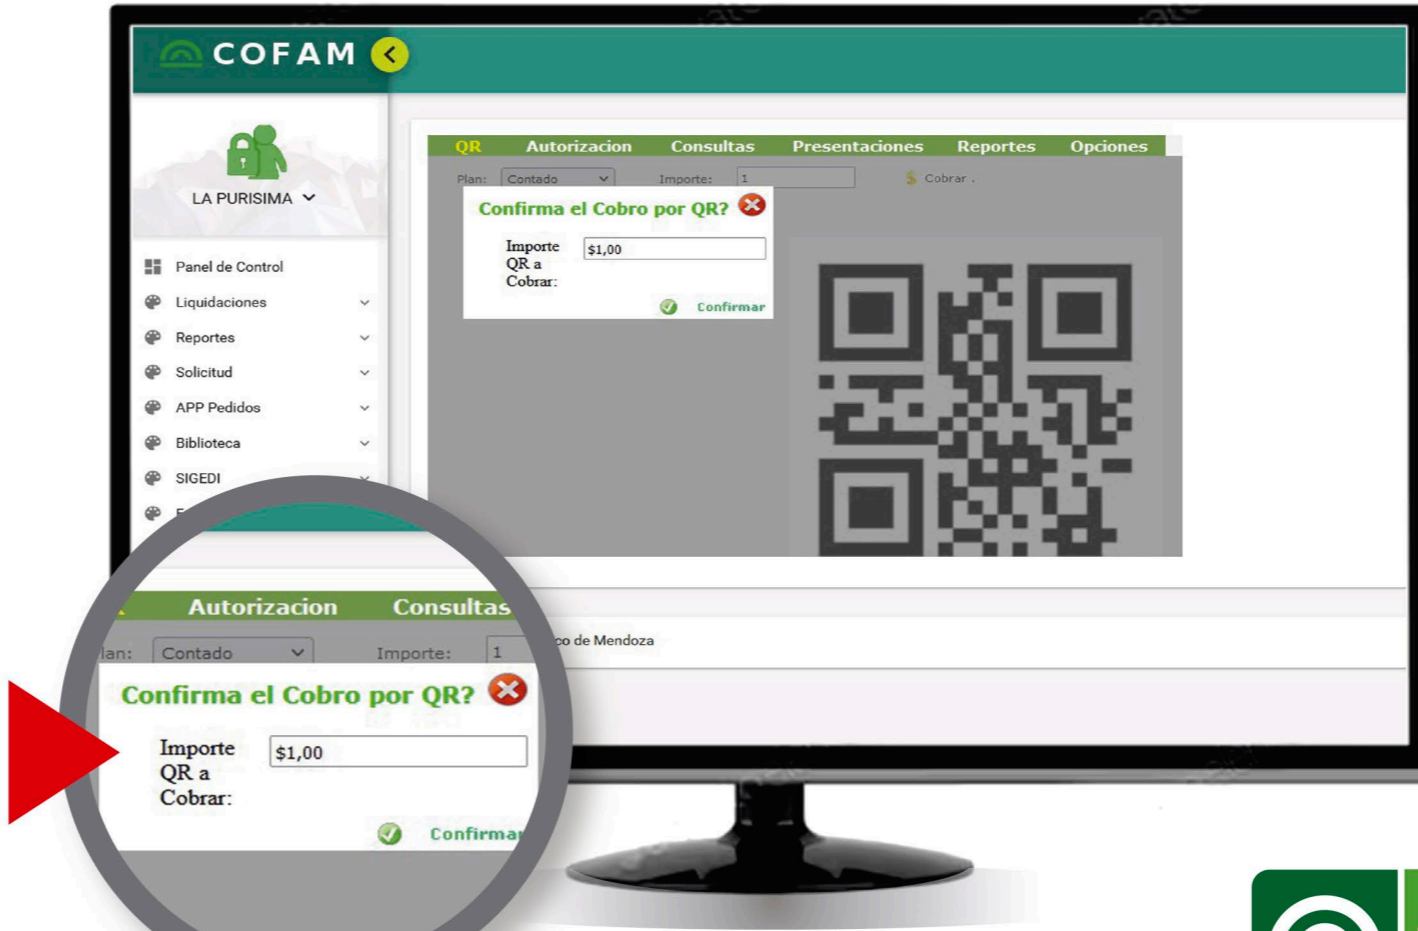 COFAM
LA PURISIMA
Panel de Control
Liquidaciones
Reportes
Solicitud
APP Pedidos
Biblioteca
SIGEDI
QR Autorizacion Consultas Presentaciones Reportes Opciones
Plan: Contado Importe: 1 $ Cobrar .
Confirma el Cobro por QR?
Importe $1,00
QR a
Cobrar:
Confirmar
de Mendoza
Autorizacion Consultas
Contado Importe: 1
Confirma el Cobro por QR?
Importe $1,00
QR a
Cobrar:
Confirmar